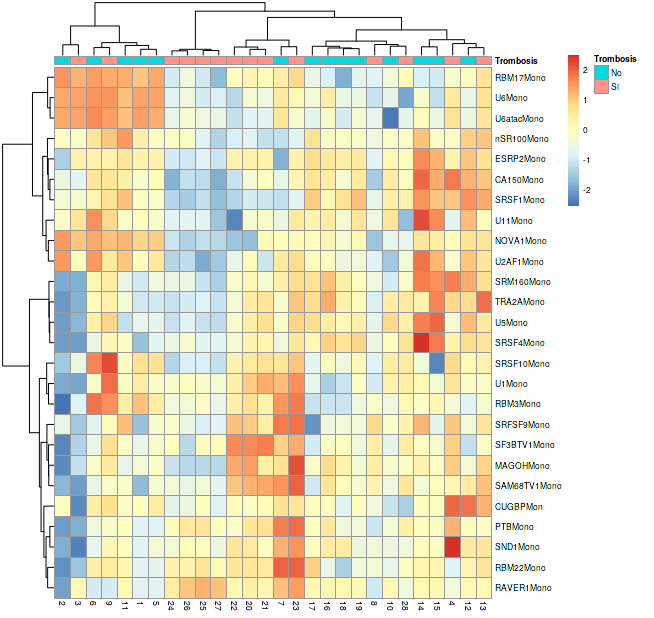 Trombosis
RBM17Mono
U6Mono
U6atacMono
nSR100Mono
ESRP2Mono
CA150Mono
SRSF1Mono
U11Mono
NOVA1Mono
U2AF1Mono
SRM160Mono
TRA2AMono
U5Mono
SRSF4Mono
SRSF10Mono
U1Mono
RBM3Mono
SRFSF9Mono
SF3BTV1Mono
MAGOHMono
SAM68TV1Mono
CUGBPMon
PTBMono
SND1Mono
RBM22Mono
RAVER1Mono
2 3 6 9 11 1 5 24 26 25 27 22 20 21 7 23 17 16 18 19 8 10 28 14 15 4 12 13
2
1
0
-1
-2
Trombosis
No
SI